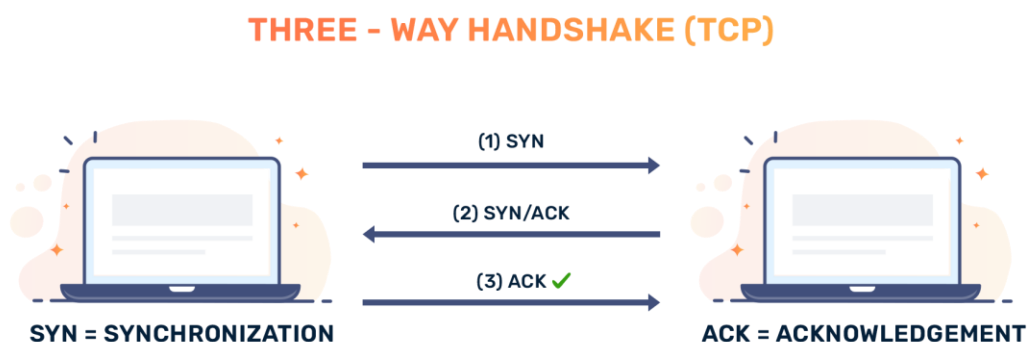 THREE - WAY HANDSHAKE (TCP)
(1) SYN
(2) SYN/ACK
(3) ACK
SYN = SYNCHRONIZATION
ACK = ACKNOWLEDGEMENT